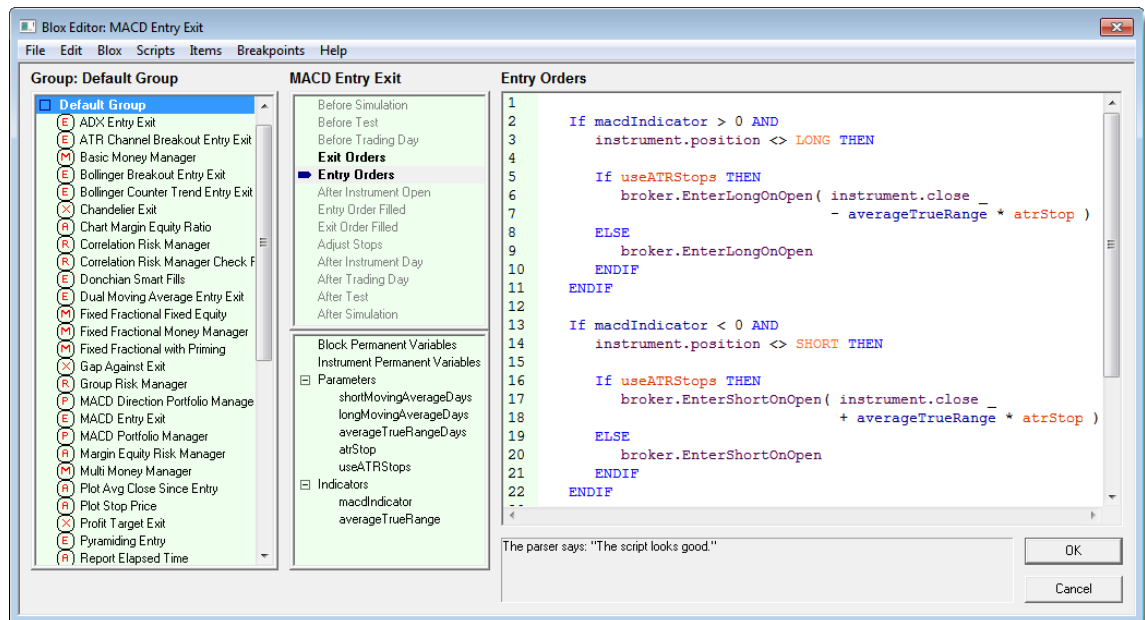 Blox Editor: MACD Entry Exit
File Edit Blox Scripts Items Breakpoints Help
Group: Default Group
Default Group
E ADX Entry Exit
E ATR Channel Breakout Entry Exit
M Basic Money Manager
E Bollinger Breakout Entry Exit
E Bollinger Counter Trend Entry Exit
X Chandelier Exit
A Chart Margin Equity Ratio
R Correlation Risk Manager
R Correlation Risk Manager Check F
E Donchian Smart Fills
E Dual Moving Average Entry Exit
M Fixed Fractional Fixed Equity
M Fixed Fractional Money Manager
M Fixed Fractional with Priming
X Gap Against Exit
R Group Risk Manager
P MACD Direction Portfolio Manage
E MACD Entry Exit
P MACD Portfolio Manager
A Margin Equity Risk Manager
M Multi Money Manager
A Plot Avg Close Since Entry
A Plot Stop Price
X Profit Target Exit
E Pyramiding Entry
A Report Elapsed Time
MACD Entry Exit
Before Simulation
Before Test
Before Trading Day
Exit Orders
Entry Orders
After Instrument Open
Entry Order Filled
Exit Order Filled
Adjust Stops
After Instrument Day
After Trading Day
After Test
After Simulation
Block Permanent Variables
Instrument Permanent Variables
Parameters
shortMovingAverageDays
longMovingAverageDays
averageTrueRangeDays
atrStop
useATRStops
Indicators
macdIndicator
averageTrueRange
Entry Orders
1
2 If macdIndicator > 0 AND
3 instrument.position <> LONG THEN
4
5 If useATRStops THEN
6 broker.EnterLongOnOpen( instrument.close _
7 - averageTrueRange * atrStop )
8 ELSE
9 broker.EnterLongOnOpen
10 ENDIF
11 ENDIF
12
13 If macdIndicator < 0 AND
14 instrument.position <> SHORT THEN
15
16 If useATRStops THEN
17 broker.EnterShortOnOpen( instrument.close _
18 + averageTrueRange * atrStop )
19 ELSE
20 broker.EnterShortOnOpen
21 ENDIF
22 ENDIF
The parser says: "The script looks good."
OK
Cancel